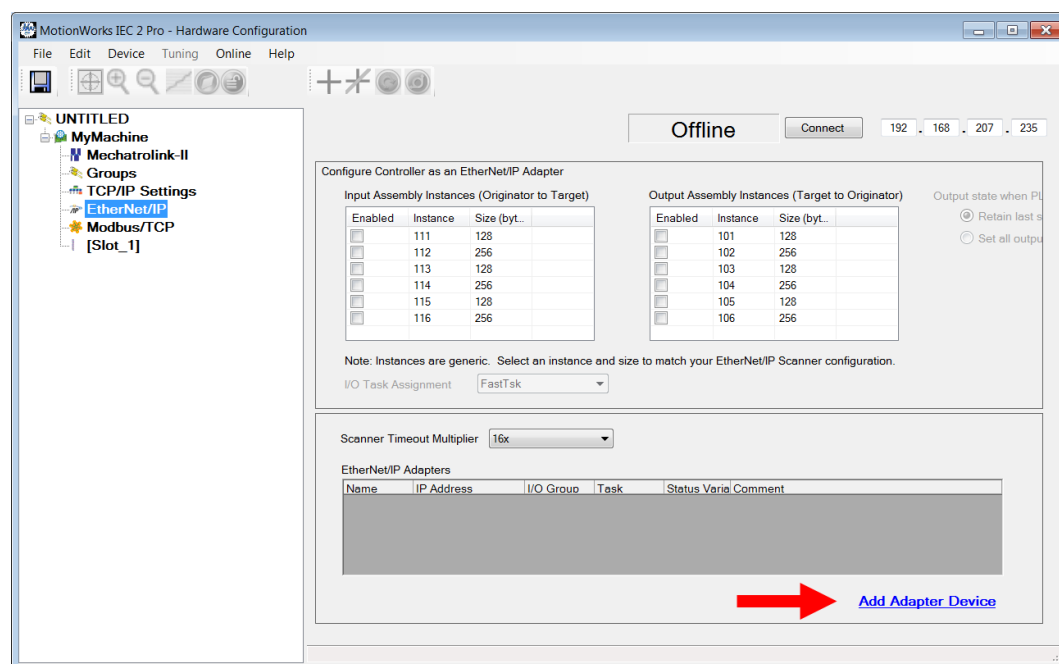 MotionWorks IEC 2 Pro - Hardware Configuration
File Edit Device Tuning Online Help
UNTITLED
MyMachine
Mechatrolink-II
Groups
TCP/IP Settings
EtherNet/IP
Modbus/TCP
[Slot_1]
Offline Connect 192 . 168 . 207 . 235
Configure Controller as an EtherNet/IP Adapter
Input Assembly Instances (Originator to Target)
Enabled Instance Size (byt...
111 128
112 256
113 128
114 256
115 128
116 256
Output Assembly Instances (Target to Originator)
Enabled Instance Size (byt...
101 128
102 256
103 128
104 256
105 128
106 256
Output state when PL
Retain last s
Set all outpu
Note: Instances are generic. Select an instance and size to match your EtherNet/IP Scanner configuration.
I/O Task Assignment FastTsk
Scanner Timeout Multiplier 16x
EtherNet/IP Adapters
Name IP Address I/O Group Task Status Varia Comment
Add Adapter Device